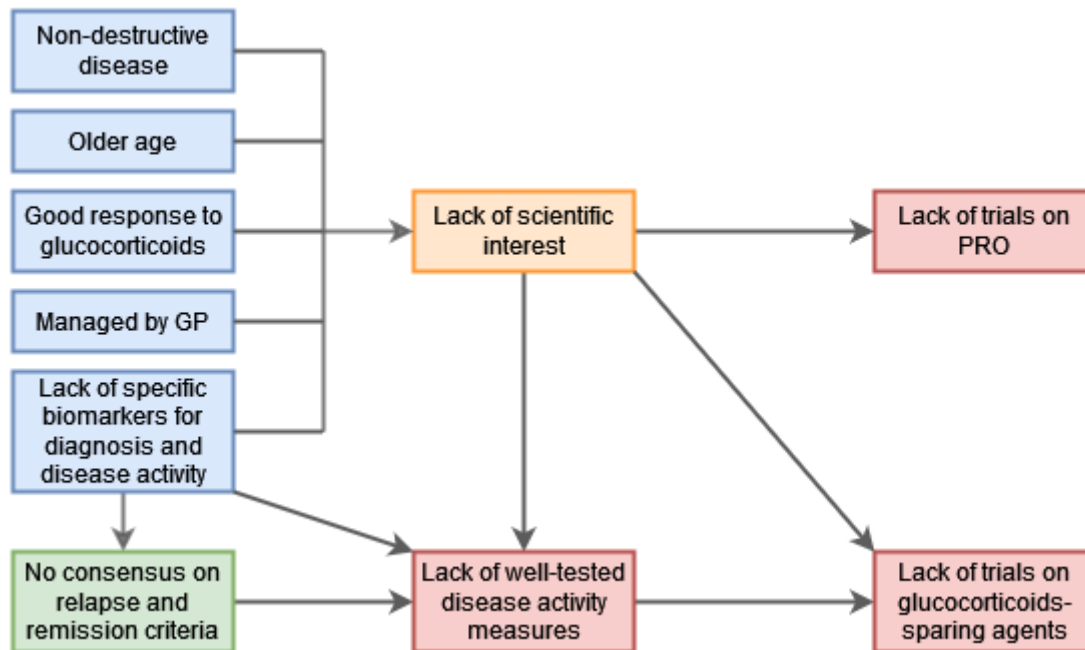 Non-destructive
disease
Older age
Good response to
glucocorticoids
Managed by GP
Lack of specific
biomarkers for
diagnosis and
disease activity
No consensus on
relapse and
remission criteria
Lack of scientific
interest
Lack of well-tested
disease activity
measures
Lack of trials on
PRO
Lack of trials on
glucocorticoids-
sparing agents